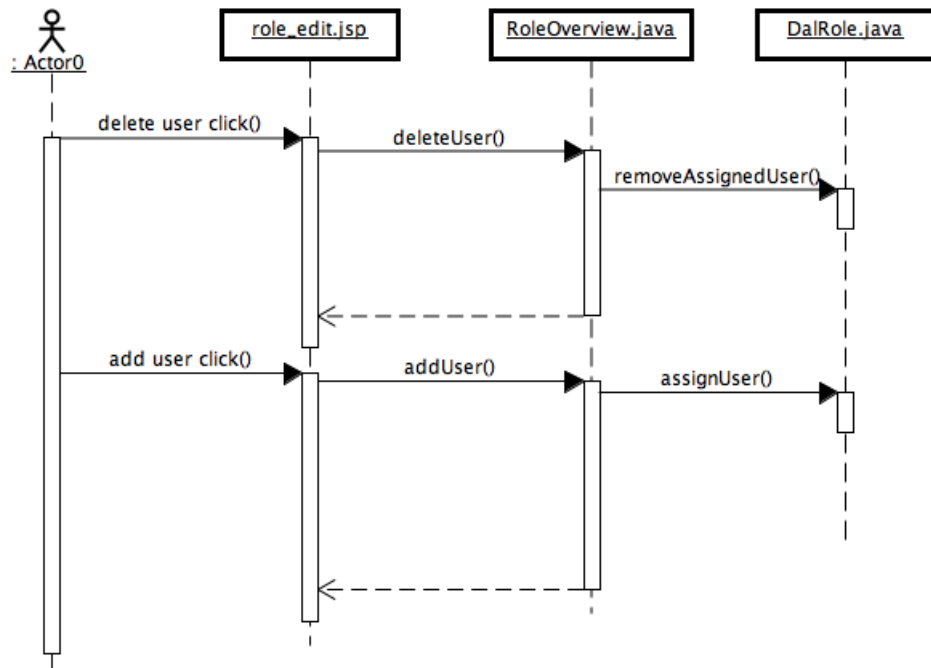 role_edit.jsp
RoleOverview.java
DalRole.java
: Actor0
delete user click()
deleteUser()
removeAssignedUser()
add user click()
addUser()
assignUser()